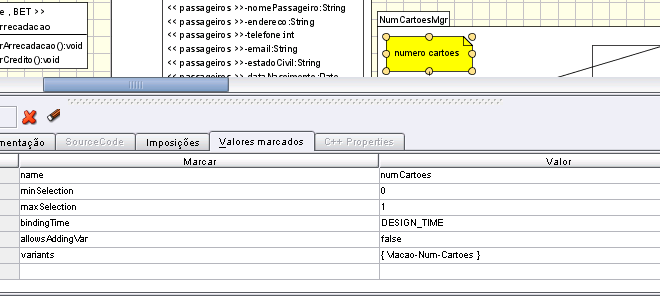 e , BET >>
rrecadacao
rArrecadacao():void
rCredito():void
<< passageiros >>-nomePassageiro:String
<< passageiros >>-endereco:String
<< passageiros >>-telefone:int
<< passageiros >>-email:String
<< passageiros >>-estadoCivil:String
<< passageiros >>-dataNascimento:Date
NumCartoesMgr
numero cartoes
mentação
SourceCode
Imposições
Valores marcados
C++ Properties
Marcar Valor
name numCartoes
minSelection 0
maxSelection 1
bindingTime DESIGN_TIME
allowsAddingVar false
variants { Viacao-Num-Cartoes }